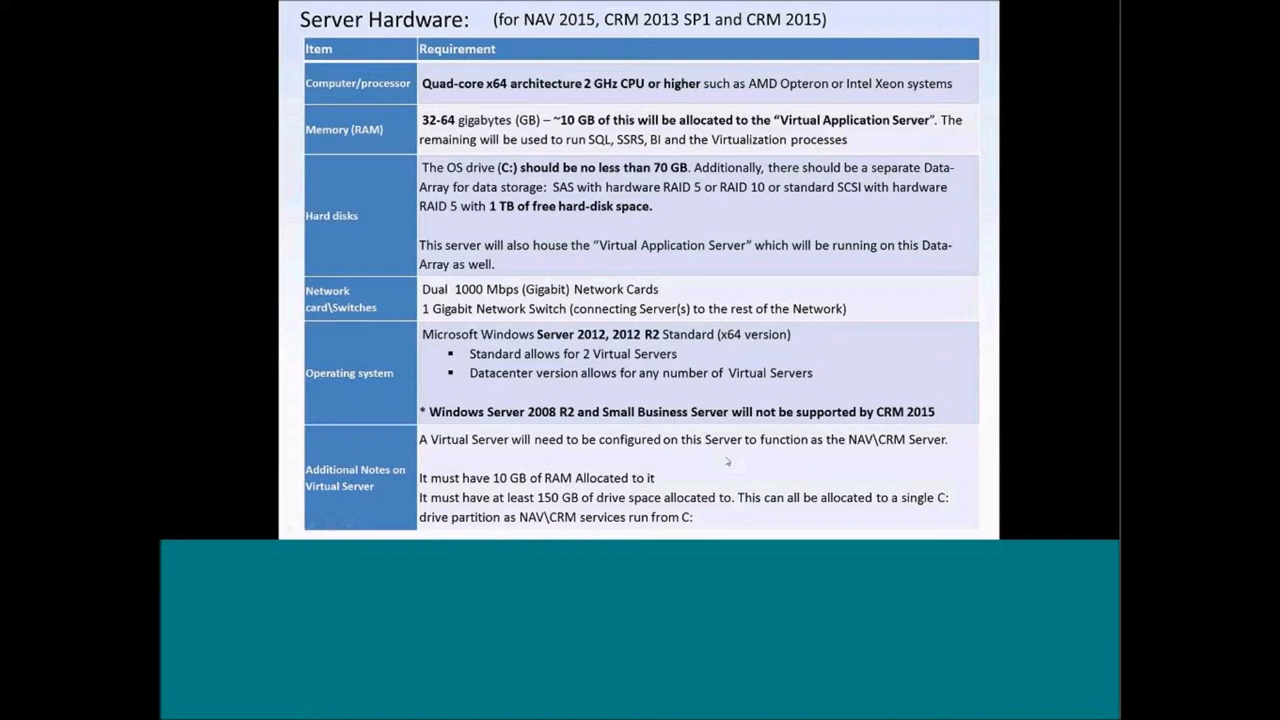 Server Hardware: (for NAV 2015, CRM 2013 SP1 and CRM 2015)
Item Requirement
Computer/processor Quad-core x64 architecture 2 GHz CPU or higher such as AMD Opteron or Intel Xeon systems
Memory (RAM) 32-64 gigabytes (GB) – ~10 GB of this will be allocated to the “Virtual Application Server”. The
remaining will be used to run SQL, SSRS, BI and the Virtualization processes
Hard disks
The OS drive (C:) should be no less than 70 GB. Additionally, there should be a separate Data-
Array for data storage: SAS with hardware RAID 5 or RAID 10 or standard SCSI with hardware
RAID 5 with 1 TB of free hard-disk space.
This server will also house the “Virtual Application Server” which will be running on this Data-
Array as well.
Network
card\Switches
Dual 1000 Mbps (Gigabit) Network Cards
1 Gigabit Network Switch (connecting Server(s) to the rest of the Network)
Operating system
Microsoft Windows Server 2012, 2012 R2 Standard (x64 version)
▪ Standard allows for 2 Virtual Servers
▪ Datacenter version allows for any number of Virtual Servers
* Windows Server 2008 R2 and Small Business Server will not be supported by CRM 2015
Additional Notes on
Virtual Server
A Virtual Server will need to be configured on this Server to function as the NAV\CRM Server.
It must have 10 GB of RAM Allocated to it
It must have at least 150 GB of drive space allocated to. This can all be allocated to a single C:
drive partition as NAV\CRM services run from C: